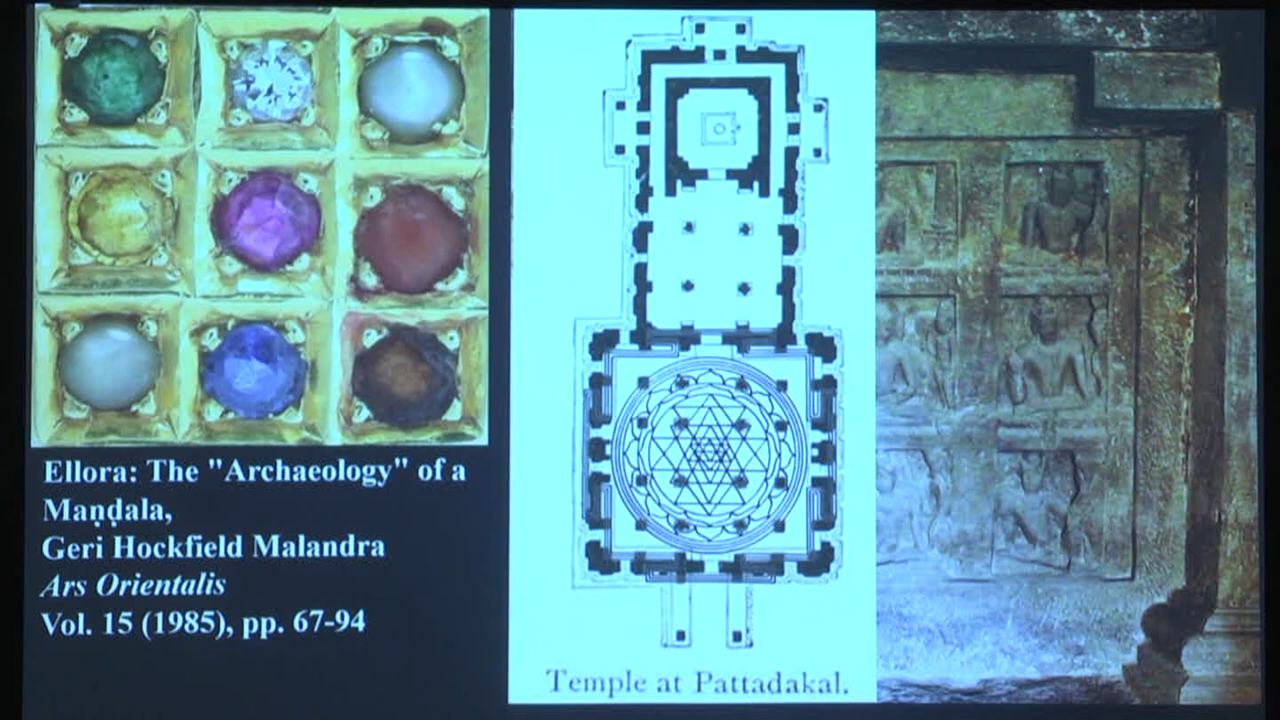 Ellora: The "Archaeology" of a
Maṇḍala,
Geri Hockfield Malandra
Ars Orientalis
Vol. 15 (1985), pp. 67-94
Temple at Pattadakal.